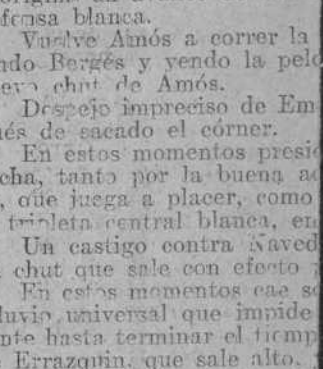 fensa blanca.
Vuelve Amós a correr la
ndo Bergés y yendo la pelo
chut de Amós.
Despejo impreciso de Em
ués de sacado el córner.
En estos momentos presi
cha, tanto por la buena a
, que juega a placer, como
tripleta central blanca, en
Un castigo contra Naved
chut que sale con efecto
En estos momentos cae s
luvio universal que impide
nte hasta terminar el tiemp
Errazquin, que sale alto.